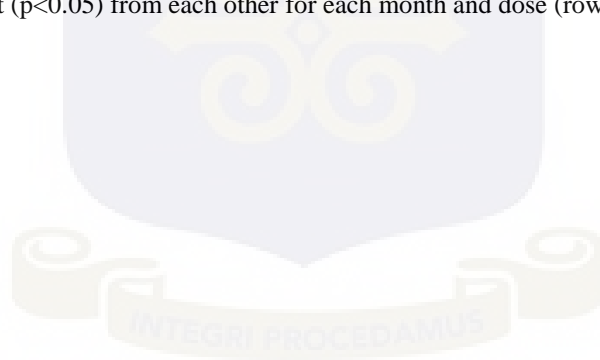 t (p<0.05) from each other for each month and dose (row
INTEGRI PROCEDAMUS